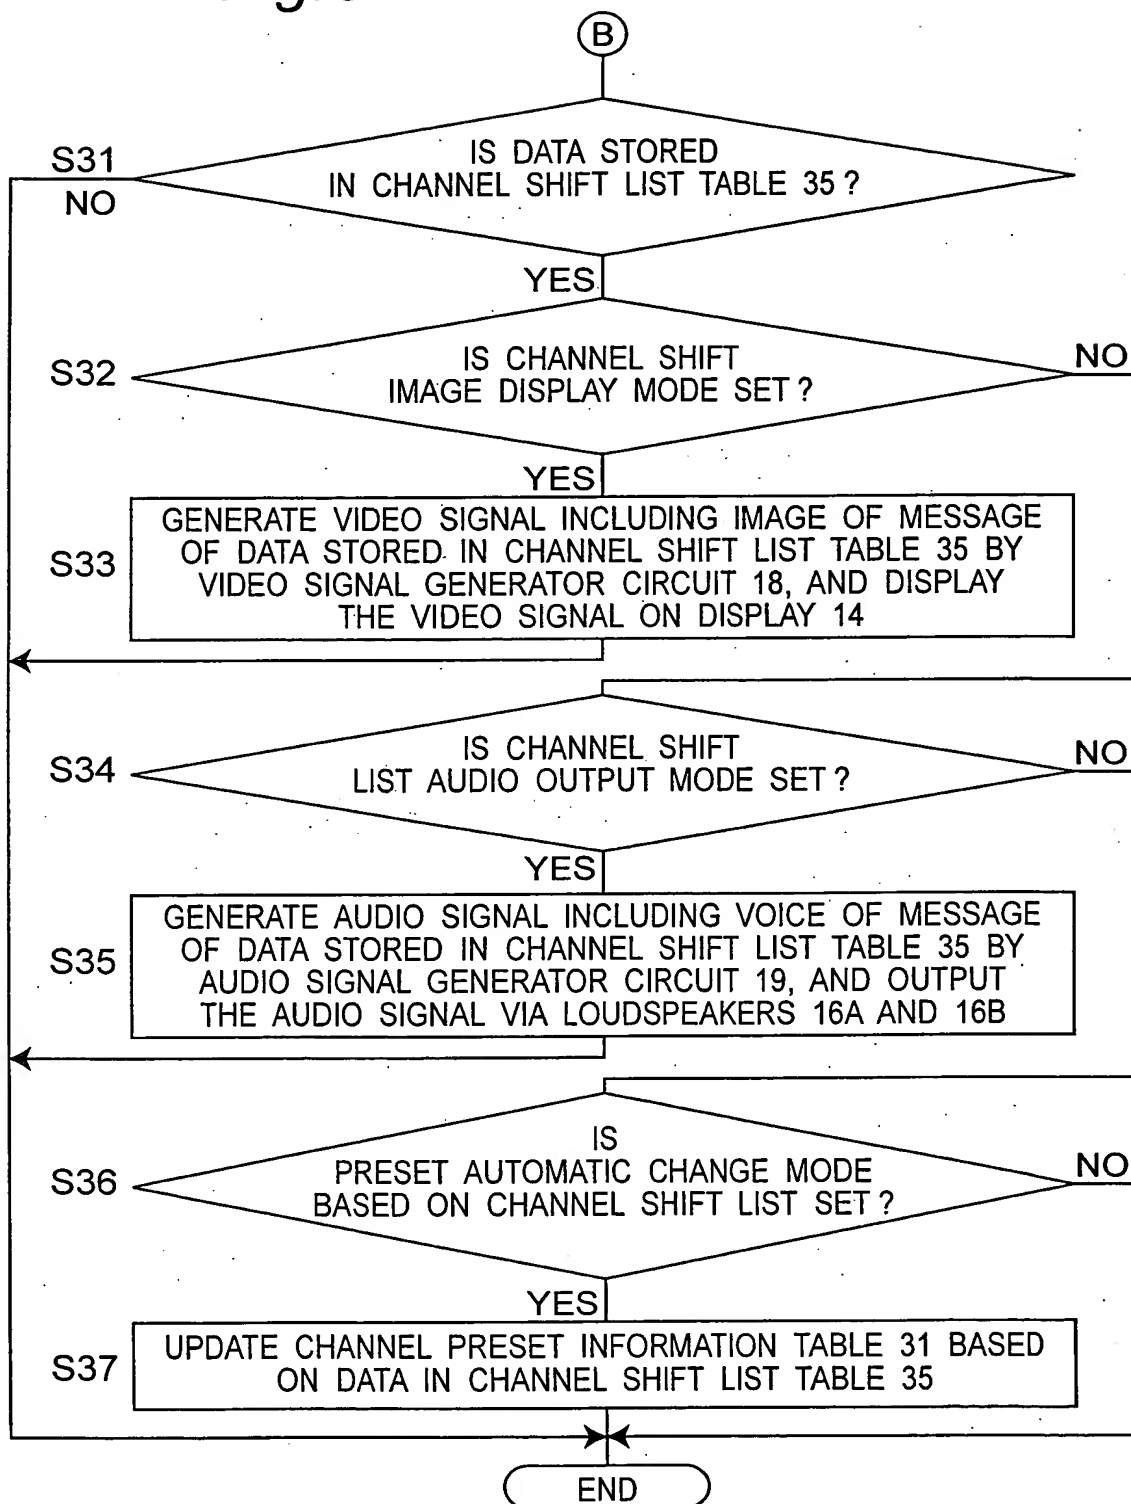 B
IS DATA STORED
IN CHANNEL SHIFT LIST TABLE 35 ?
S31
NO
YES
IS CHANNEL SHIFT
IMAGE DISPLAY MODE SET ?
S32
NO
YES
GENERATE VIDEO SIGNAL INCLUDING IMAGE OF MESSAGE
OF DATA STORED IN CHANNEL SHIFT LIST TABLE 35 BY
VIDEO SIGNAL GENERATOR CIRCUIT 18, AND DISPLAY
THE VIDEO SIGNAL ON DISPLAY 14
S33
IS CHANNEL SHIFT
LIST AUDIO OUTPUT MODE SET ?
S34
NO
YES
GENERATE AUDIO SIGNAL INCLUDING VOICE OF MESSAGE
OF DATA STORED IN CHANNEL SHIFT LIST TABLE 35 BY
AUDIO SIGNAL GENERATOR CIRCUIT 19, AND OUTPUT
THE AUDIO SIGNAL VIA LOUDSPEAKERS 16A AND 16B
S35
IS
PRESET AUTOMATIC CHANGE MODE
BASED ON CHANNEL SHIFT LIST SET ?
S36
NO
YES
UPDATE CHANNEL PRESET INFORMATION TABLE 31 BASED
ON DATA IN CHANNEL SHIFT LIST TABLE 35
S37
END